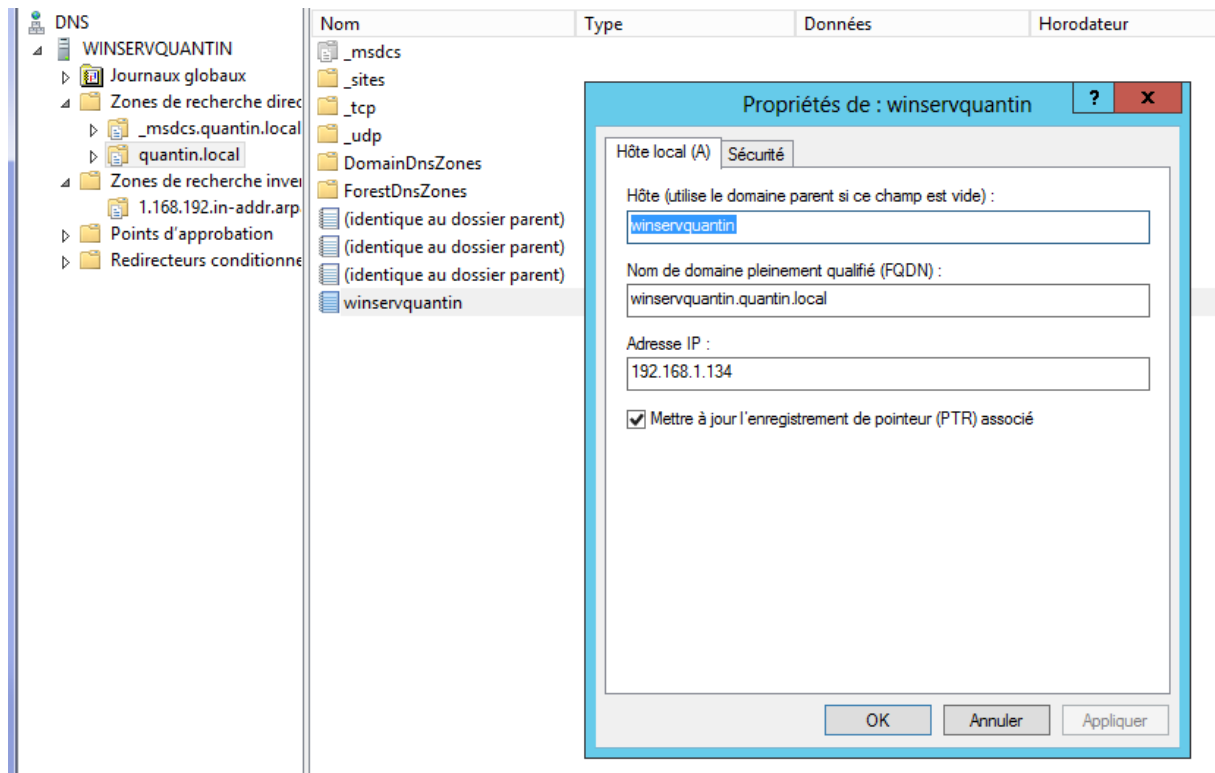 DNS
WINSERVQUANTIN
Journaux globaux
Zones de recherche direc
_msdcs.quantin.local
quantin.local
Zones de recherche inver
1.168.192.in-addr.arp
Points d'approbation
Redirecteurs conditionne
Nom Type Données Horodateur
_msdcs
_sites
_tcp
_udp
DomainDnsZones
ForestDnsZones
(identique au dossier parent)
(identique au dossier parent)
(identique au dossier parent)
winservquantin
Propriétés de : winservquantin ? x
Hôte local (A) Sécurité
Hôte (utilise le domaine parent si ce champ est vide) :
winservquantin
Nom de domaine pleinement qualifié (FQDN) :
winservquantin.quantin.local
Adresse IP :
192.168.1.134
Mettre à jour l'enregistrement de pointeur (PTR) associé
OK Annuler Appliquer